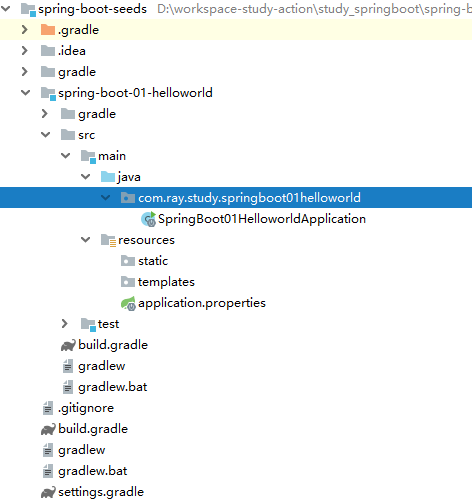 spring-boot-seeds D:\workspace-study-action\study_springboot\spring-b
.gradle
.idea
gradle
spring-boot-01-helloworld
gradle
src
main
java
com.ray.study.springboot01helloworld
SpringBoot01HelloworldApplication
resources
static
templates
application.properties
test
build.gradle
gradlew
gradlew.bat
.gitignore
build.gradle
gradlew
gradlew.bat
settings.gradle